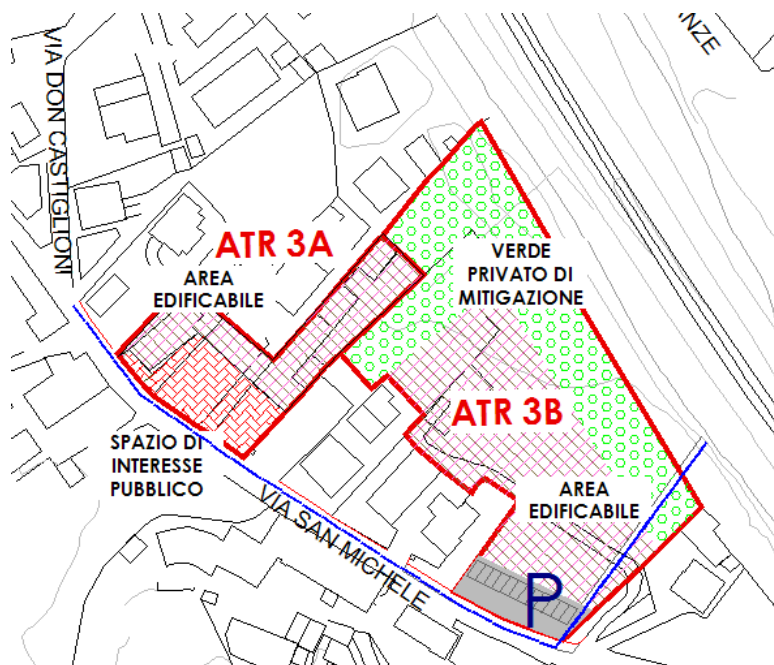 VIA DON CASTIGLIONI
ATR 3A
AREA
EDIFICABILE
VERDE
PRIVATO DI
MITIGAZIONE
ATR 3B
SPAZIO DI
INTERESSE
PUBBLICO
AREA
EDIFICABILE
VIA SAN MICHELE
P